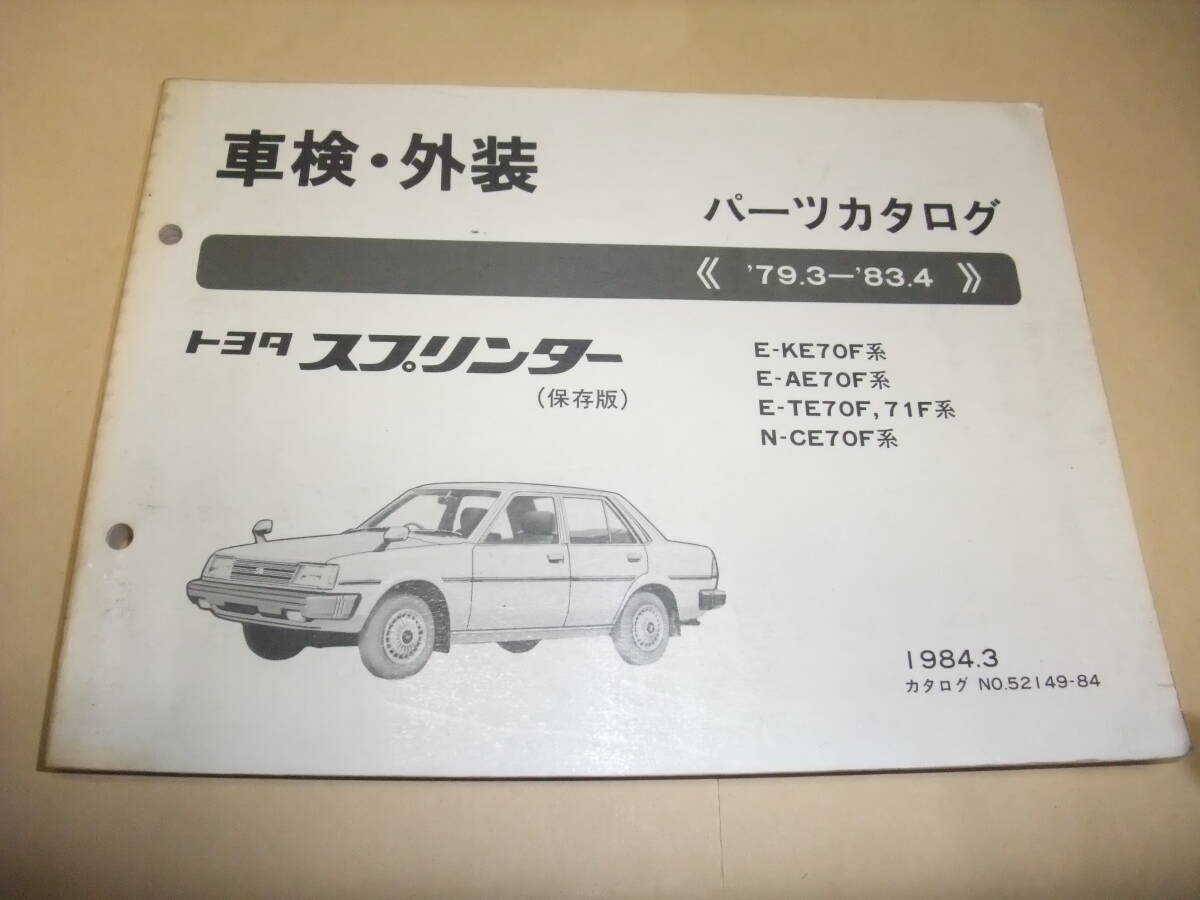 車検・外装
パーツカタログ
《 '79.3—'83.4 》
トヨタ スプリンター
(保存版)
E-KE70F系
E-AE70F系
E-TE70F, 71F系
N-CE70F系
1984.3
カタログ NO.52149-84